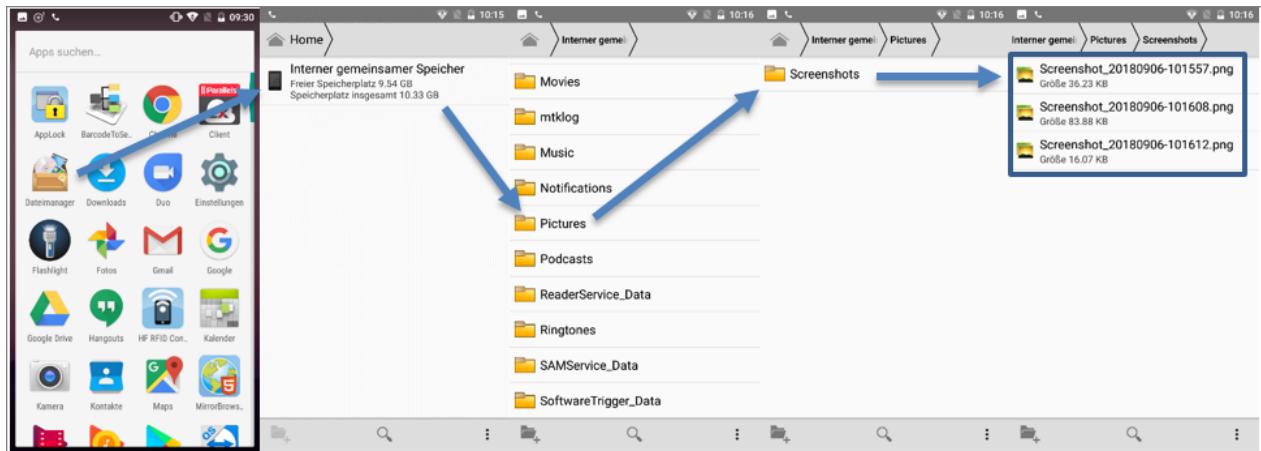 09:30
Apps suchen...
Parallels
AppLock
BarcodeToSe..
Client
Dateimanager
Downloads
Duo
Einstellungen
Flashlight
Fotos
Gmail
Google
Google Drive
Hangouts
HF RFID Con..
Kalender
Kamera
Kontakte
Maps
MirrorBrows..
10:15
Home
Interner gemeinsamer Speicher
Freier Speicherplatz 9.54 GB
Speicherplatz insgesamt 10.33 GB
10:16
Interner gemei
Movies
mtklog
Music
Notifications
Pictures
Podcasts
ReaderService_Data
Ringtones
SAMService_Data
SoftwareTrigger_Data
10:16
Interner gemei
Pictures
Screenshots
10:16
Interner gemei
Pictures
Screenshots
Screenshot_20180906-101557.png
Größe 36.23 KB
Screenshot_20180906-101608.png
Größe 83.88 KB
Screenshot_20180906-101612.png
Größe 16.07 KB